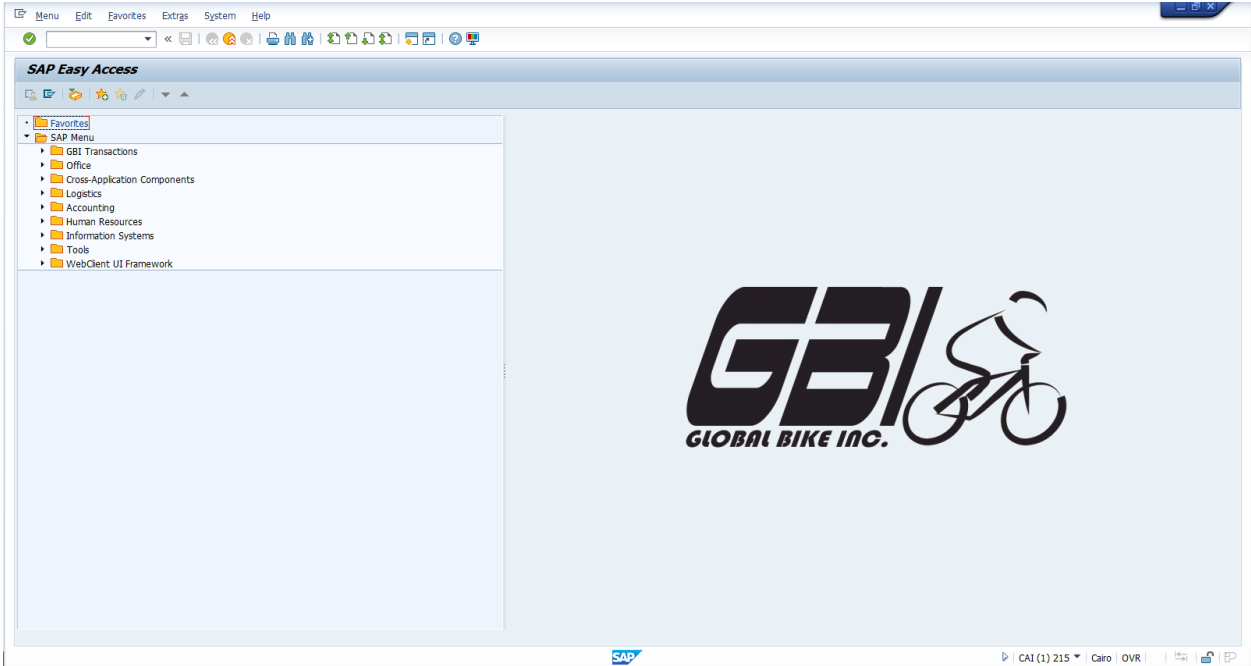 Menu Edit Favorites Extras System Help
SAP Easy Access
Favorites
SAP Menu
GBI Transactions
Office
Cross-Application Components
Logistics
Accounting
Human Resources
Information Systems
Tools
WebClient UI Framework
GBI
GLOBAL BIKE INC.
SAP
CAI (1) 215 Cairo OVR